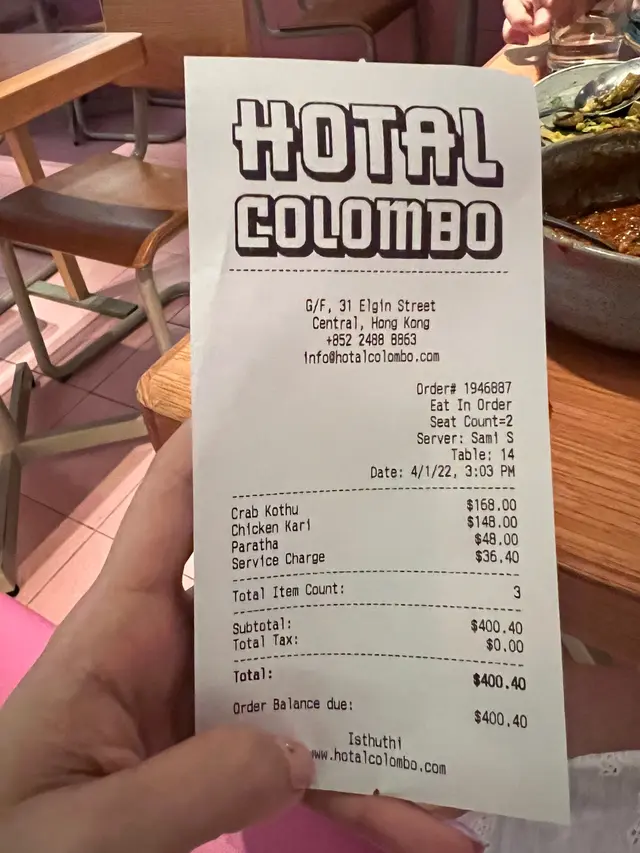 HOTAL
COLOMBO
G/F, 31 Elgin Street
Central, Hong Kong
+852 2488 8863
info@hotalcolombo.com
Order# 1946887
Eat In Order
Seat Count=2
Server: Sami S
Table: 14
Date: 4/1/22, 3:03 PM
Crab Kothu $168.00
Chicken Kari $148.00
Paratha $48.00
Service Charge $36.40
Total Item Count: 3
Subtotal: $400.40
Total Tax: $0.00
Total: $400.40
Order Balance due: $400.40
Isthuthi
www.hotalcolombo.com